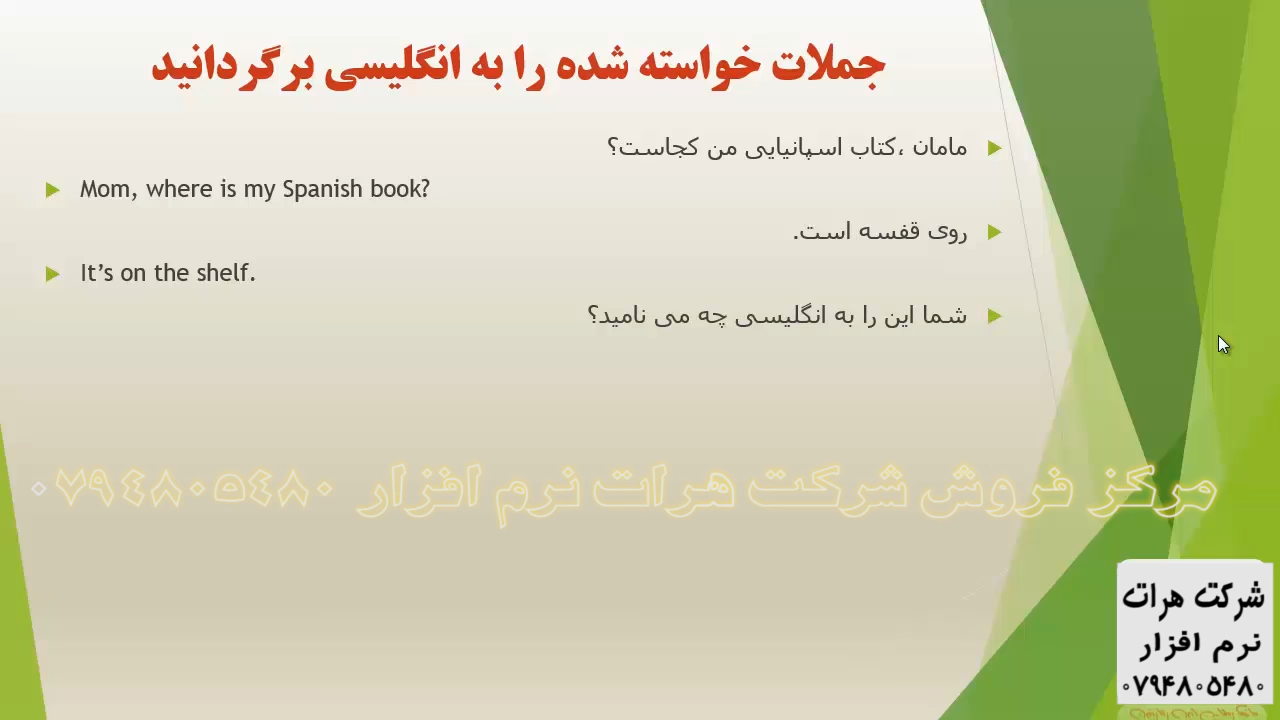 جملات خواسته شده را به انگلیسی برگردانید
مامان ،کتاب اسپانیایی من کجاست؟
Mom, where is my Spanish book?
روی قفسه است.
It’s on the shelf.
شما این را به انگلیسی چه می نامید؟
مرکز فروش شرکت هرات نرم افزار ۰۷۹٤۸۰٥٤۸۰
شرکت هرات
نرم افزار
۰۷۹۴۸۰۵۴۸۰